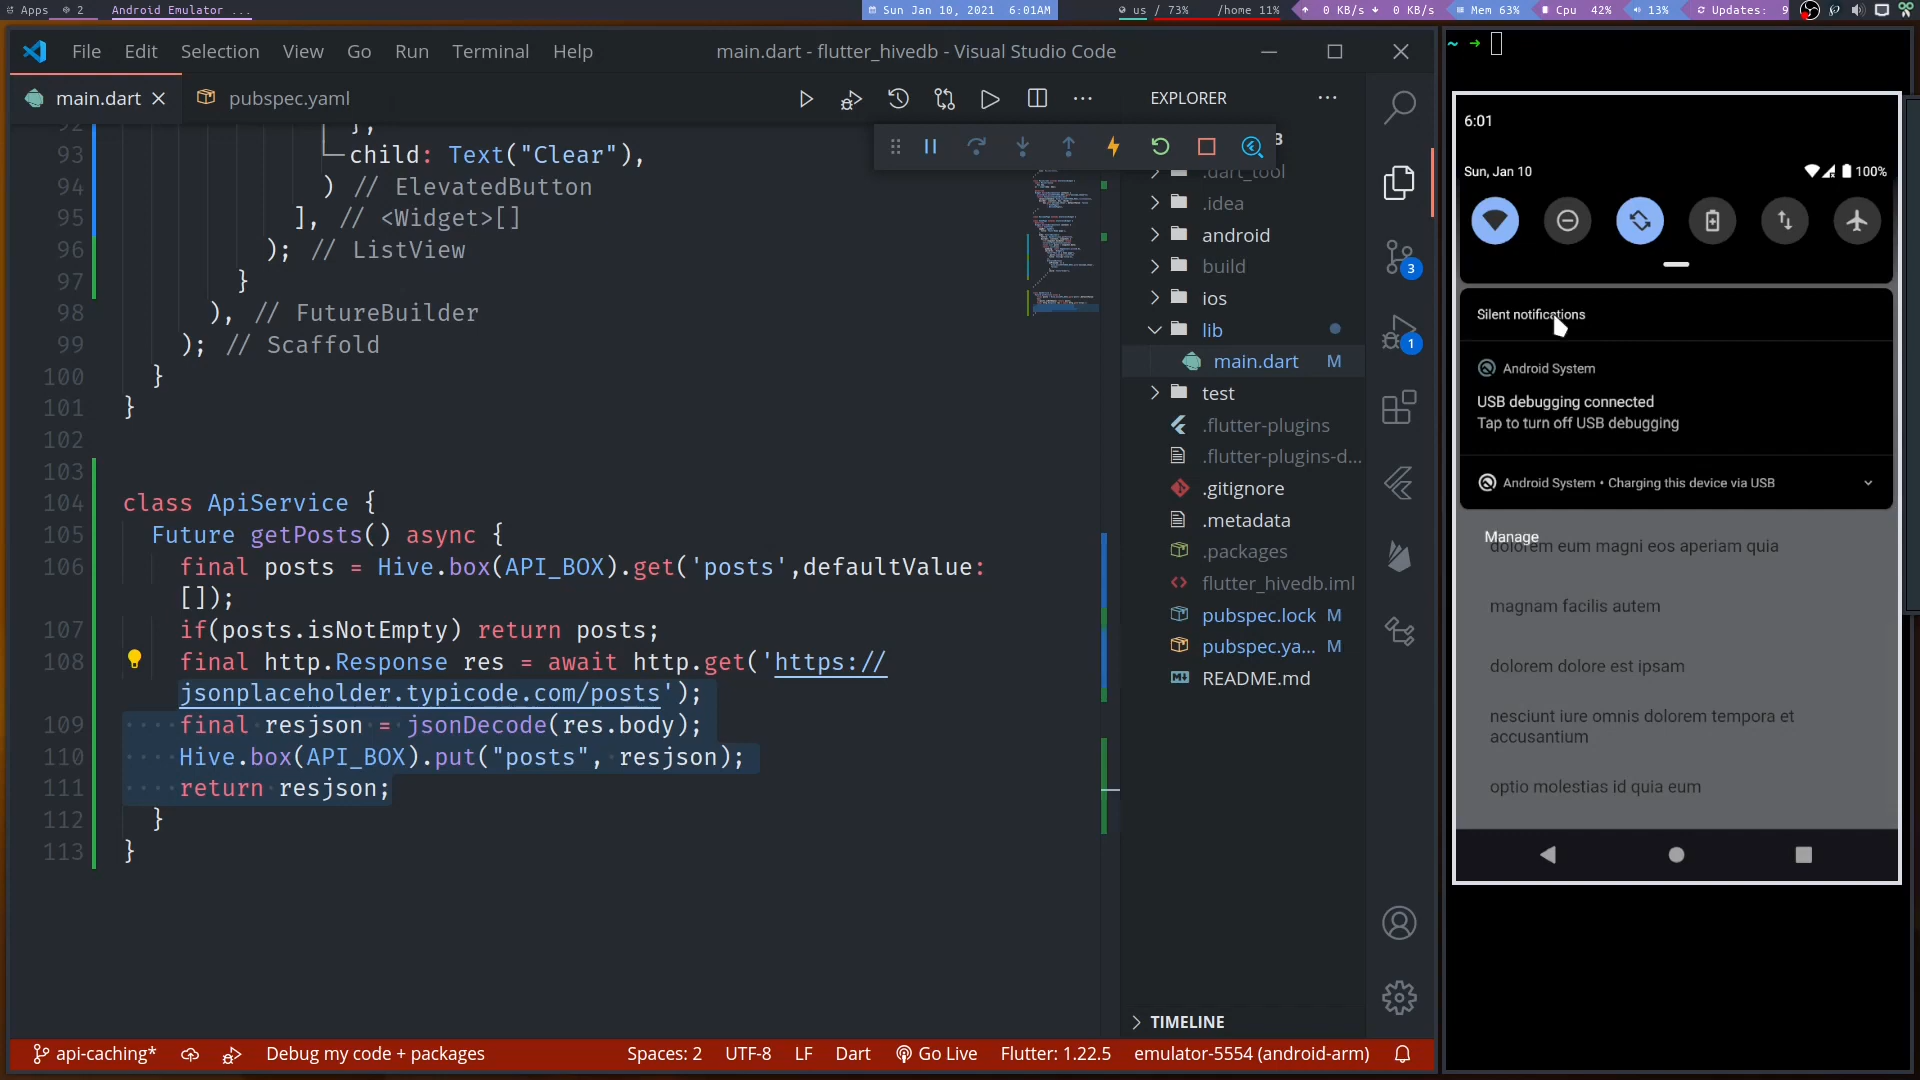 Apps 2 Android Emulator ... Sun Jan 10, 2021 6:01AM us / 73% /home 11% 0 KB/s 0 KB/s Mem 63% Cpu 42% 13% Updates: 9
File Edit Selection View Go Run Terminal Help main.dart - flutter_hivedb - Visual Studio Code
main.dart pubspec.yaml
92 ],
93 child: Text("Clear"),
94 ) // ElevatedButton
95 ], // <Widget>[]
96 ); // ListView
97 }
98 ), // FutureBuilder
99 ); // Scaffold
100 }
101 }
102
103
104 class ApiService {
105 Future getPosts() async {
106 final posts = Hive.box(API_BOX).get('posts',defaultValue:
[]);
107 if(posts.isNotEmpty) return posts;
108 final http.Response res = await http.get('https://
jsonplaceholder.typicode.com/posts');
109 final resjson = jsonDecode(res.body);
110 Hive.box(API_BOX).put("posts", resjson);
111 return resjson;
112 }
113 }
EXPLORER
.dart_tool
.idea
android
build
ios
lib
main.dart M
test
.flutter-plugins
.flutter-plugins-d...
.gitignore
.metadata
.packages
flutter_hivedb.iml
pubspec.lock M
pubspec.ya... M
README.md
TIMELINE
3
1
~ →
6:01
Sun, Jan 10 100%
Silent notifications
Android System
USB debugging connected
Tap to turn off USB debugging
Android System • Charging this device via USB
Manage
dolorem eum magni eos aperiam quia
magnam facilis autem
dolorem dolore est ipsam
nesciunt iure omnis dolorem tempora et
accusantium
optio molestias id quia eum
api-caching* Debug my code + packages Spaces: 2 UTF-8 LF Dart Go Live Flutter: 1.22.5 emulator-5554 (android-arm)